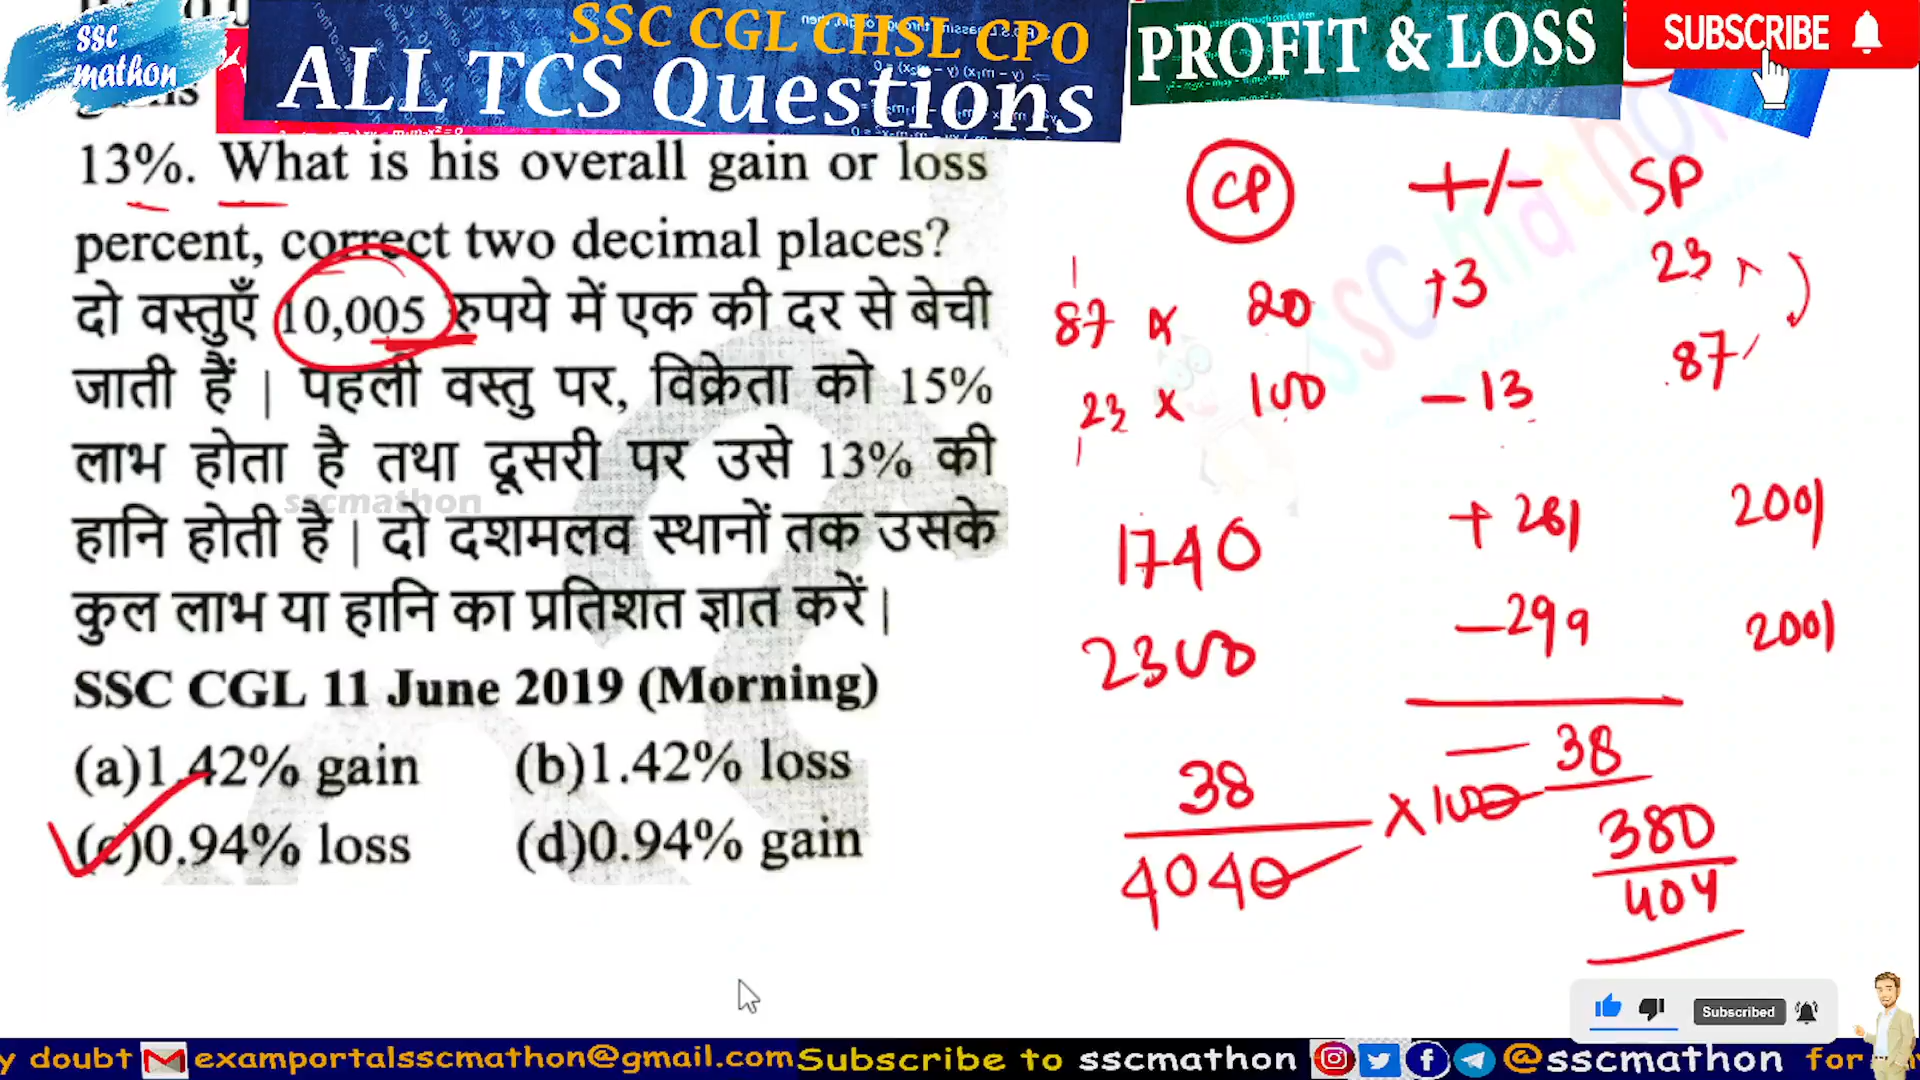 SSC CGL CHSL CPO
ssc
mathon
ALL TCS Questions
PROFIT & LOSS
SUBSCRIBE
13%. What is his overall gain or loss
percent, correct two decimal places?
दो वस्तुएँ 10,005 रुपये में एक की दर से बेची
जाती हैं | पहली वस्तु पर, विक्रेता को 15%
लाभ होता है तथा दूसरी पर उसे 13% की
हानि होती है | दो दशमलव स्थानों तक उसके
कुल लाभ या हानि का प्रतिशत ज्ञात करें |
sscmathon
SSC CGL 11 June 2019 (Morning)
(a)1.42% gain (b)1.42% loss
(c)0.94% loss (d)0.94% gain
CP +/- SP
87 × 20 +3 23
23 × 100 -13 87
1740 +261 2001
2300 -299 2001
-38
38
4040
×100
380
404
Subscribed
y doubt examportalsscmathon@gmail.com Subscribe to sscmathon @sscmathon for